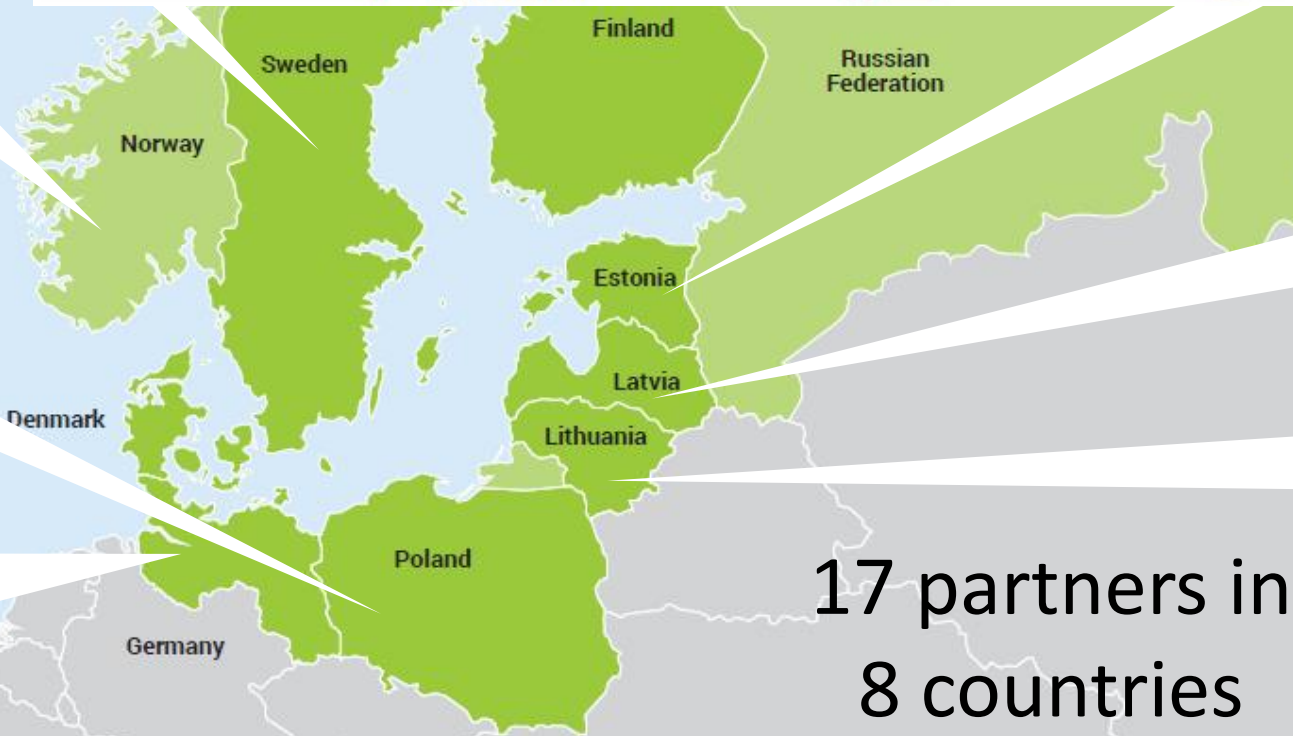 Finland
Sweden
Russian
Federation
Norway
Estonia
Latvia
Denmark
Lithuania
Poland
17 partners in
Germany
8 countries